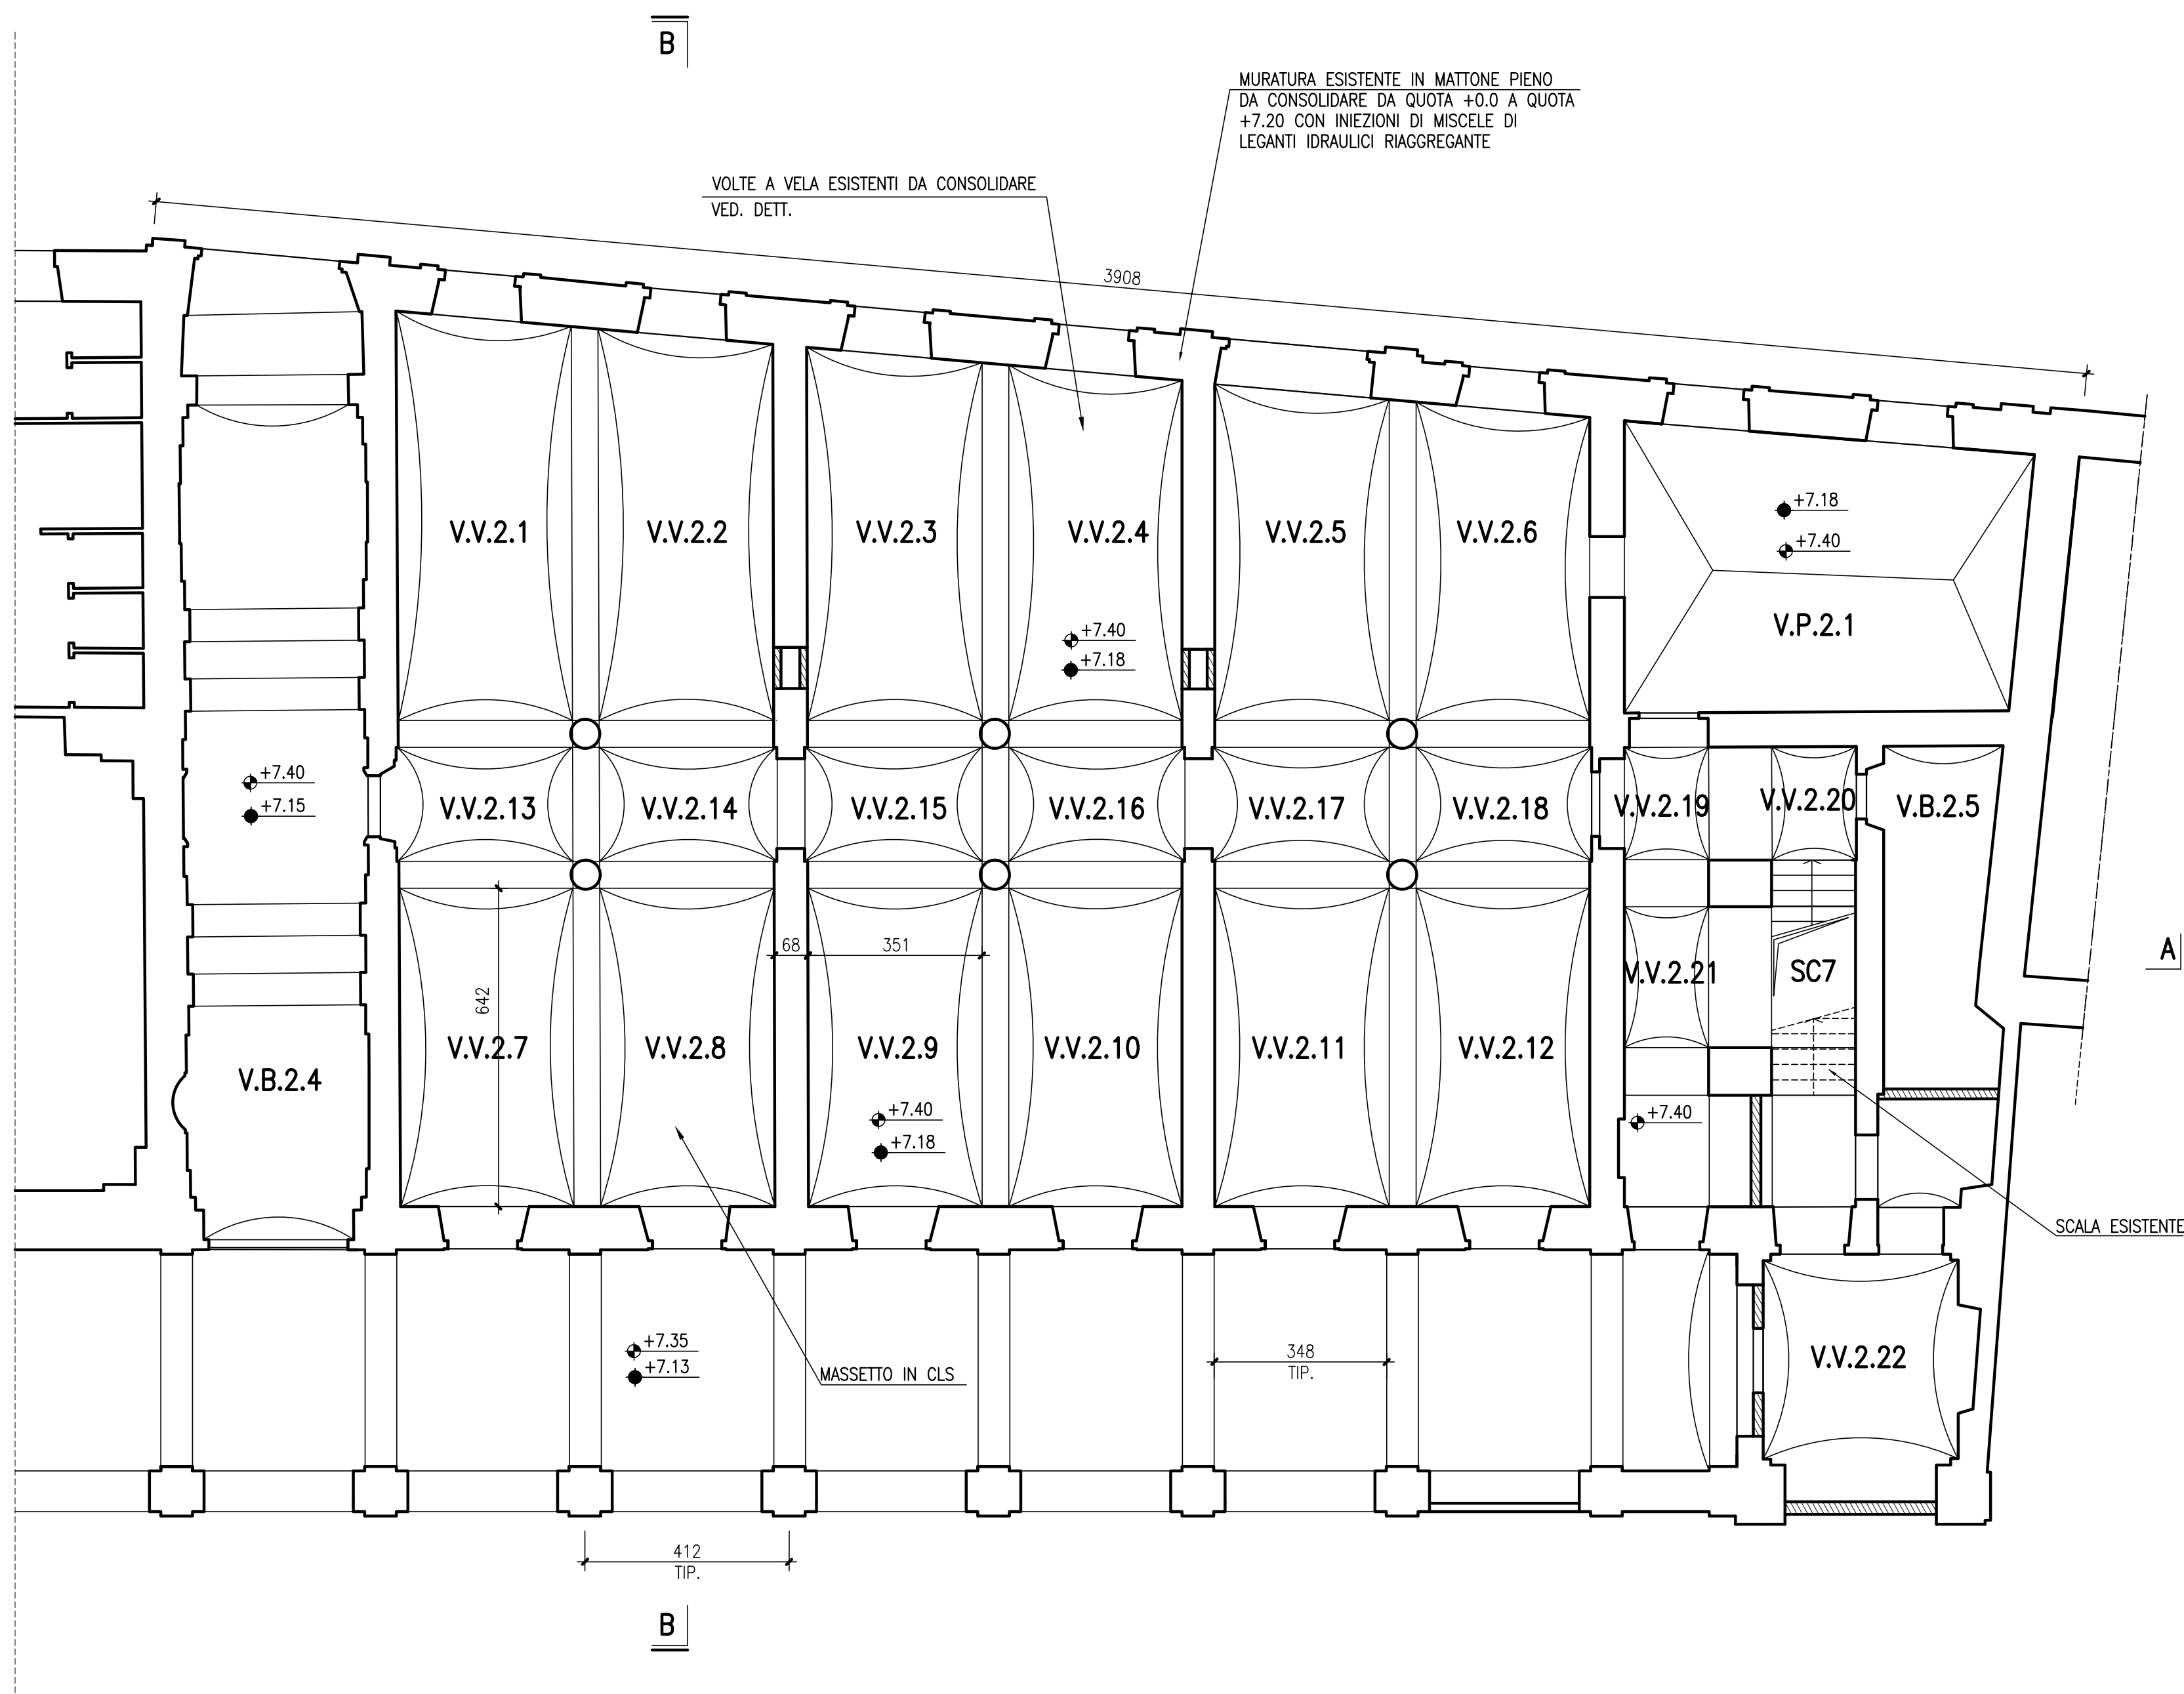 B
MURATURA ESISTENTE IN MATTONE PIENO
DA CONSOLIDARE DA QUOTA +0.0 A QUOTA
+7.20 CON INIEZIONI DI MISCELE DI
LEGANTI IDRAULICI RIAGGREGANTE
VOLTE A VELA ESISTENTI DA CONSOLIDARE
VED. DETT.
3908
V.V.2.1
V.V.2.2
V.V.2.3
V.V.2.4
V.V.2.5
V.V.2.6
+7.18
+7.40
V.P.2.1
+7.40
+7.18
+7.40
+7.15
V.V.2.13
V.V.2.14
V.V.2.15
V.V.2.16
V.V.2.17
V.V.2.18
V.V.2.19
V.V.2.20
V.B.2.5
68
351
A
642
V.V.2.21
SC7
V.B.2.4
V.V.2.7
V.V.2.8
V.V.2.9
V.V.2.10
V.V.2.11
V.V.2.12
+7.40
+7.18
+7.40
SCALA ESISTENTE
+7.35
+7.13
MASSETTO IN CLS
348
TIP.
V.V.2.22
412
TIP.
B